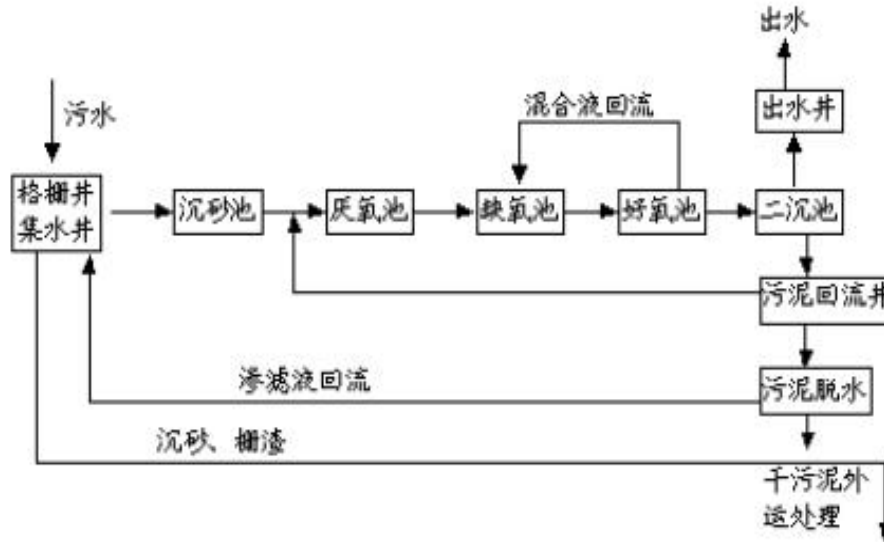 出水
污水
混合液回流
出水井
格栅井
集水井
沉砂池
厌氧池
缺氧池
好氧池
二沉池
污泥回流井
渗滤液回流
污泥脱水
沉砂、栅渣
干污泥外
运处理